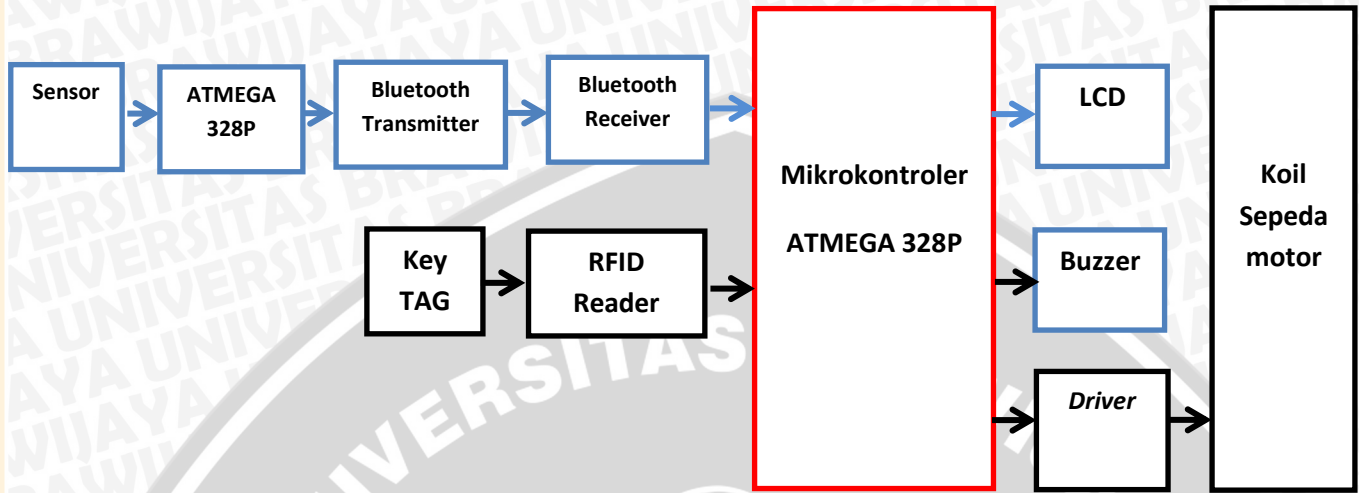 Sensor
ATMEGA
328P
Bluetooth
Transmitter
Bluetooth
Receiver
Mikrokontroler
ATMEGA 328P
LCD
Koil
Sepeda
motor
Key
TAG
RFID
Reader
Buzzer
Driver